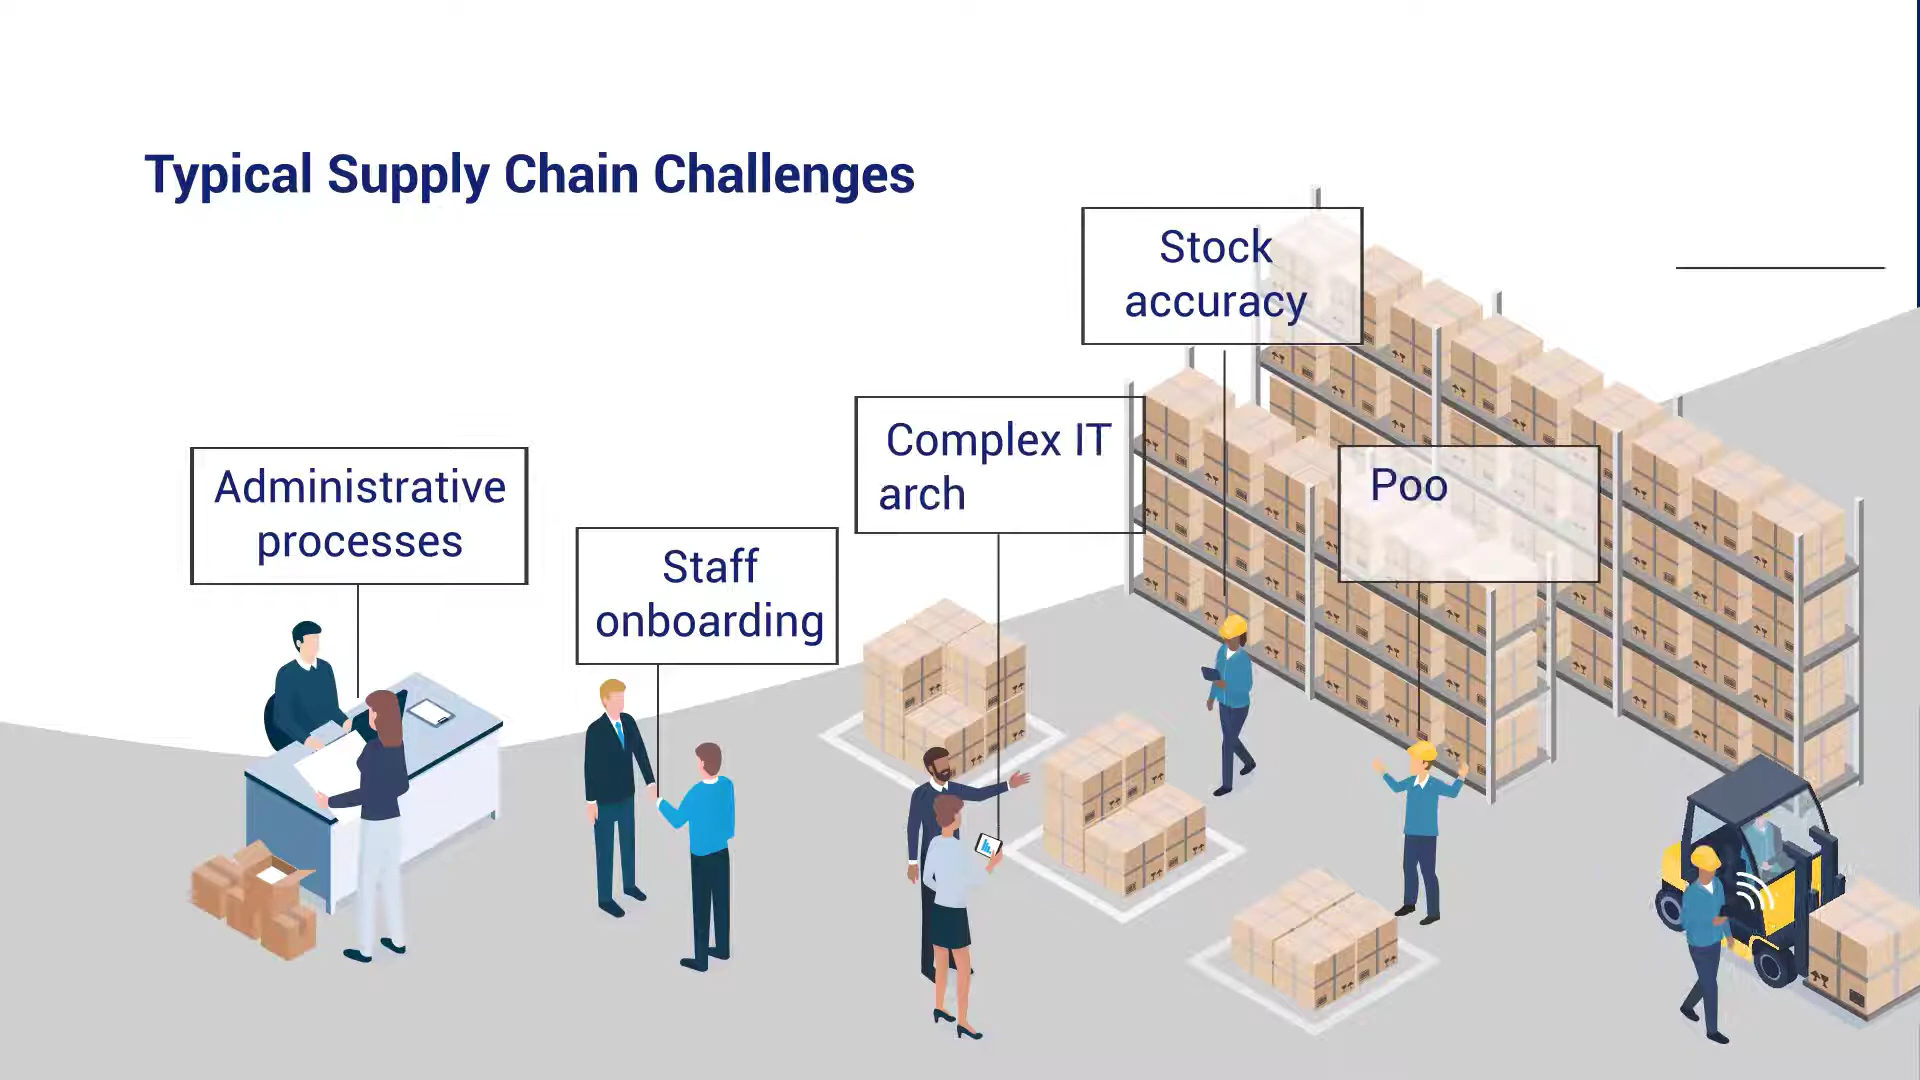 Typical Supply Chain Challenges
Stock
accuracy
Complex IT
arch
Poo
Administrative
processes
Staff
onboarding